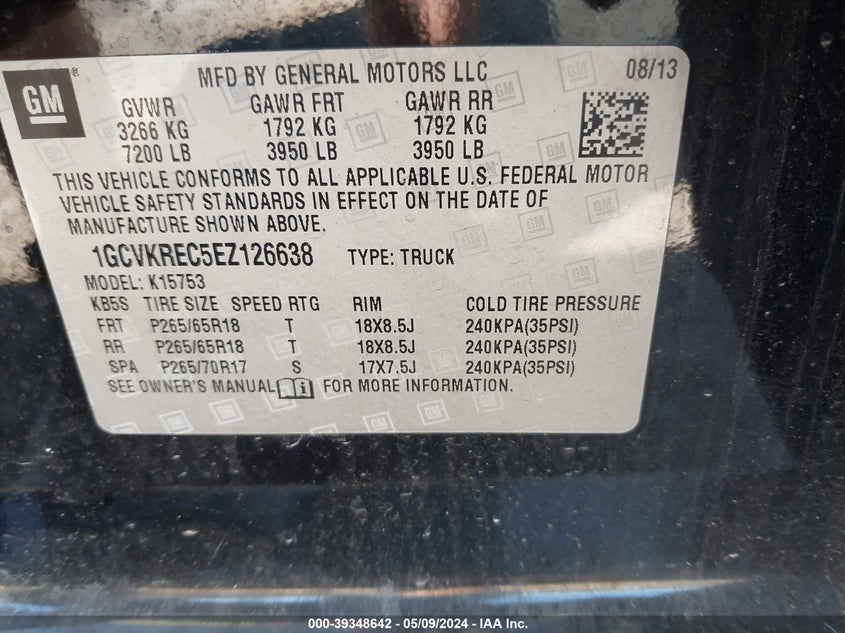 GM ®
MFD BY GENERAL MOTORS LLC 08/13
GVWR GAWR FRT GAWR RR
3266 KG 1792 KG 1792 KG
7200 LB 3950 LB 3950 LB
THIS VEHICLE CONFORMS TO ALL APPLICABLE U.S. FEDERAL MOTOR
VEHICLE SAFETY STANDARDS IN EFFECT ON THE DATE OF
MANUFACTURE SHOWN ABOVE.
1GCVKREC5EZ126638 TYPE: TRUCK
MODEL: K15753
KB5S TIRE SIZE SPEED RTG RIM COLD TIRE PRESSURE
FRT P265/65R18 T 18X8.5J 240KPA(35PSI)
RR P265/65R18 T 18X8.5J 240KPA(35PSI)
SPA P265/70R17 S 17X7.5J 240KPA(35PSI)
SEE OWNER'S MANUAL i FOR MORE INFORMATION.
000-39348642 - 05/09/2024 - IAA Inc.